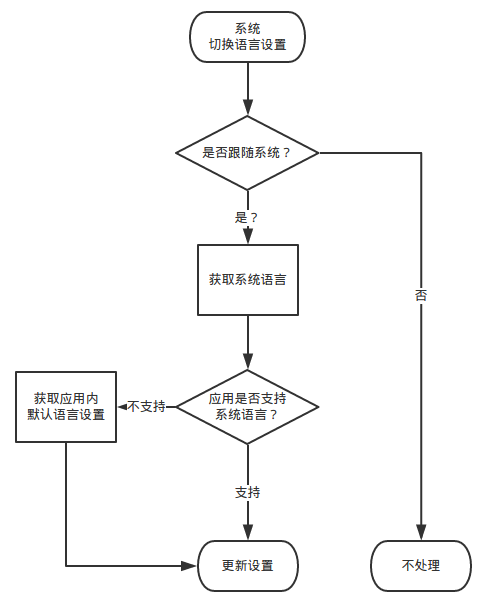 系统
切换语言设置
是否跟随系统？
是？
获取系统语言
否
应用是否支持
系统语言？
不支持
获取应用内
默认语言设置
支持
更新设置
不处理